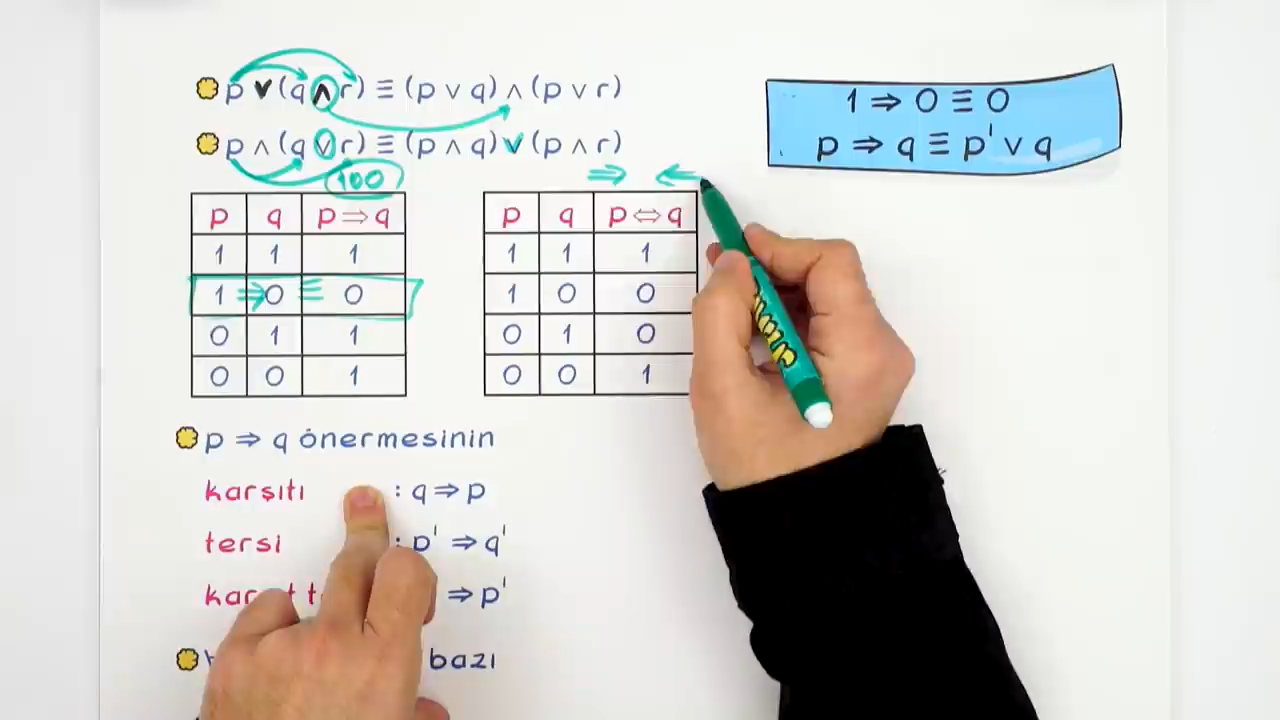 p ∨ (q ∧ r) ≡ (p ∨ q) ∧ (p ∨ r)
p ∧ (q ∨ r) ≡ (p ∧ q) ∨ (p ∧ r)
1 ⇒ 0 ≡ 0
p ⇒ q ≡ p' ∨ q
100
⇒ ⇐
p q p ⇒ q
1 1 1
1 ⇒ 0 ≡ 0
0 1 1
0 0 1
p q p ⇔ q
1 1 1
1 0 0
0 1 0
0 0 1
p ⇒ q önermesinin
karşıtı : q ⇒ p
tersi : p' ⇒ q'
⇒ p'
bazı